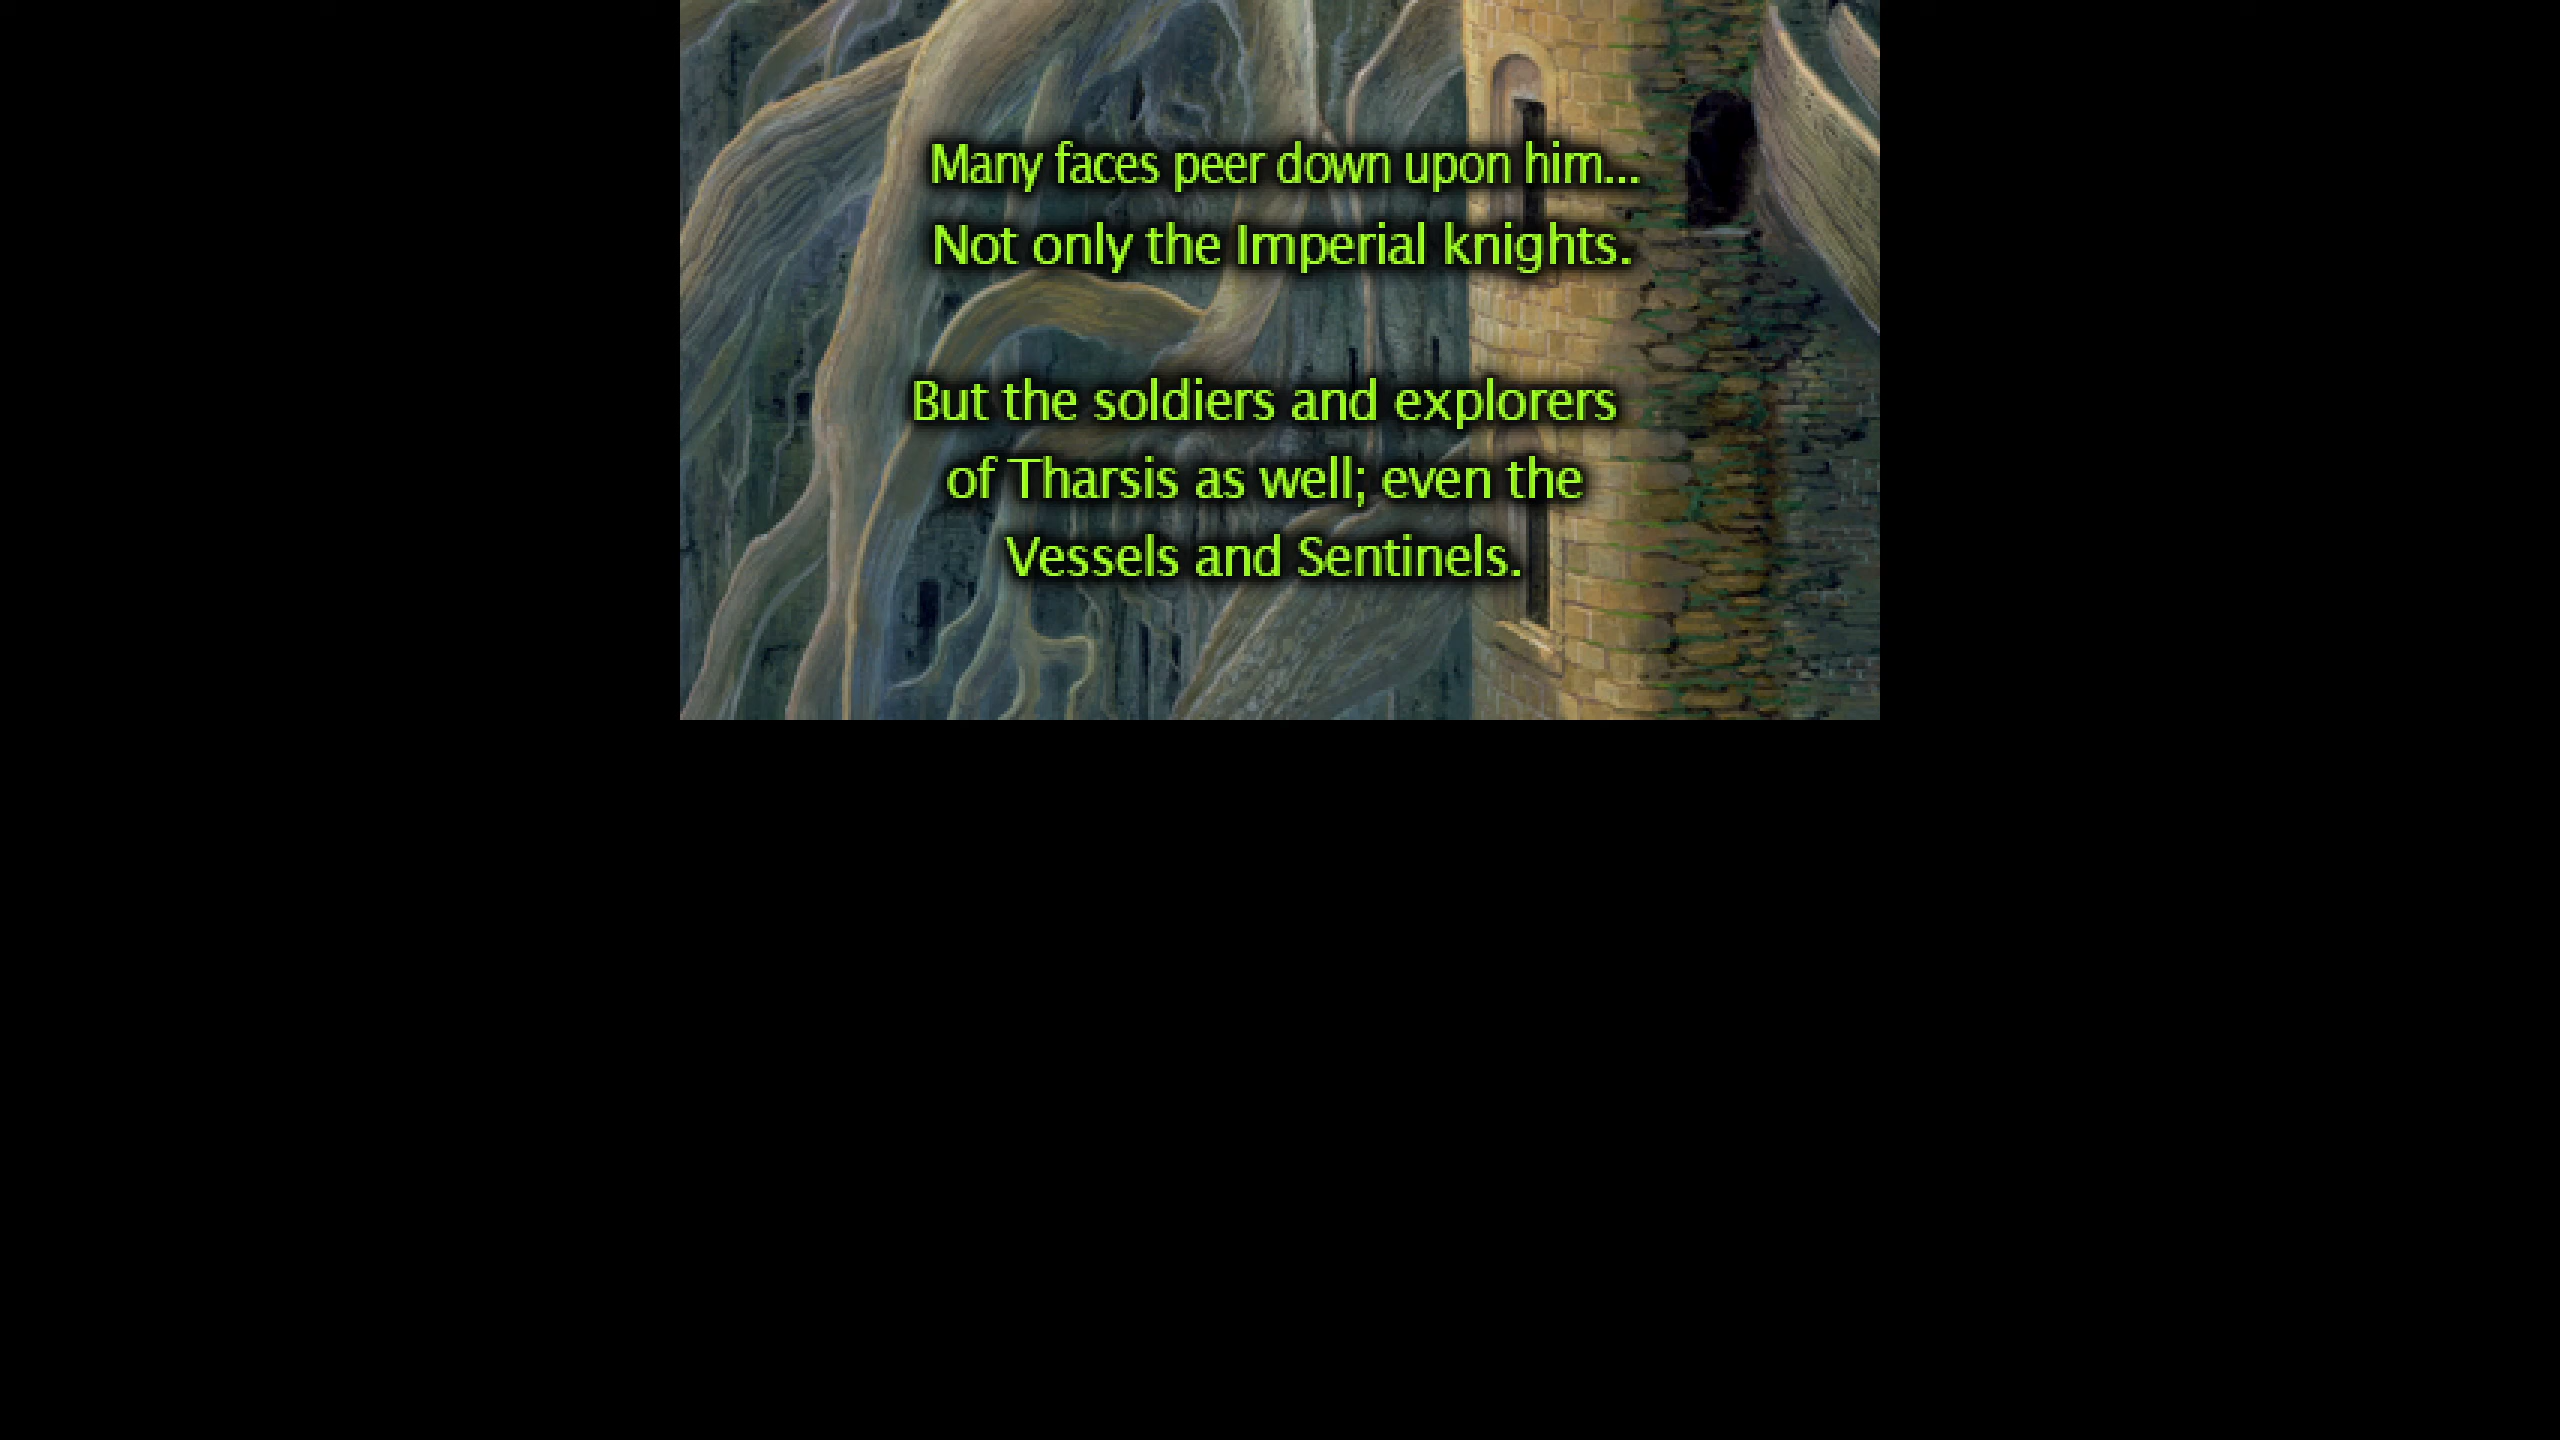 Many faces peer down upon him...
Not only the Imperial knights.
But the soldiers and explorers
of Tharsis as well; even the
Vessels and Sentinels.